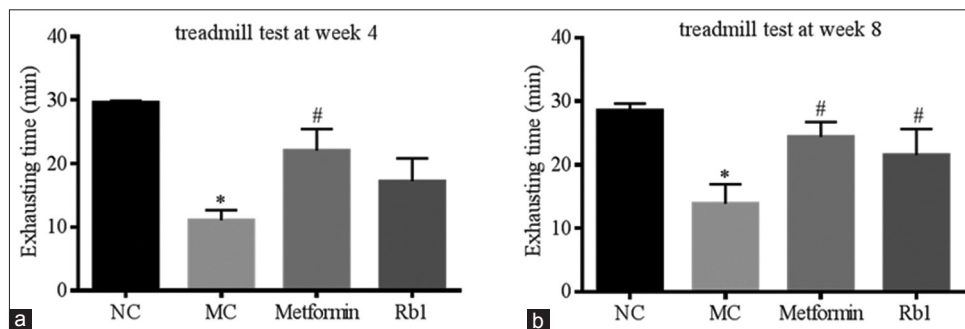 treadmill test at week 4
Exhausting time (min)
40
30
20
10
0
*
#
NC MC Metformin Rb1
a
treadmill test at week 8
Exhausting time (min)
40
30
20
10
0
*
#
#
NC MC Metformin Rb1
b